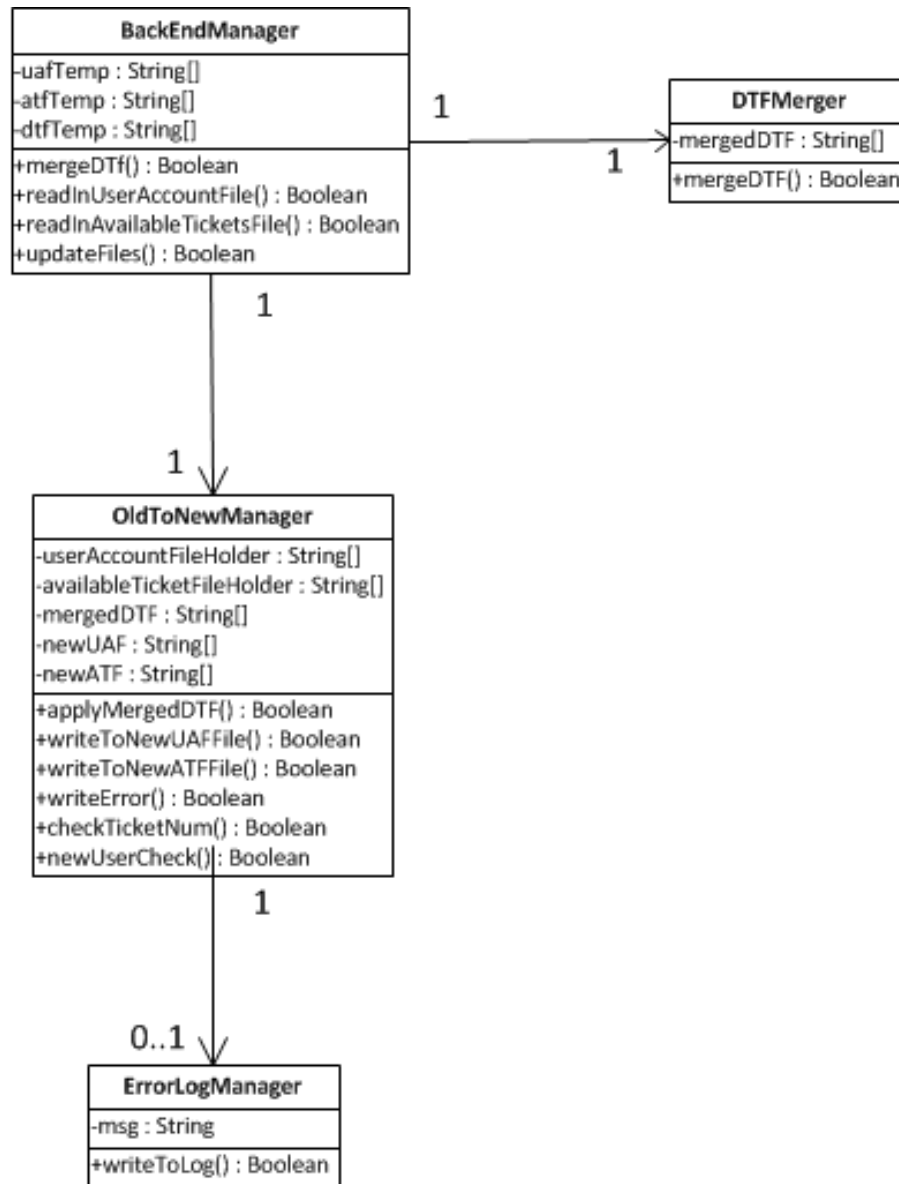 BackEndManager
-uafTemp : String[]
-atfTemp : String[]
-dtfTemp : String[]
+mergeDTf() : Boolean
+readInUserAccountFile() : Boolean
+readInAvailableTicketsFile() : Boolean
+updateFiles() : Boolean
1
1
DTFMerger
-mergedDTF : String[]
+mergeDTF() : Boolean
1
1
OldToNewManager
-userAccountFileHolder : String[]
-availableTicketFileHolder : String[]
-mergedDTF : String[]
-newUAF : String[]
-newATF : String[]
+applyMergedDTF() : Boolean
+writeToNewUAFFile() : Boolean
+writeToNewATFFile() : Boolean
+writeError() : Boolean
+checkTicketNum() : Boolean
+newUserCheck() : Boolean
1
0..1
ErrorLogManager
-msg : String
+writeToLog() : Boolean